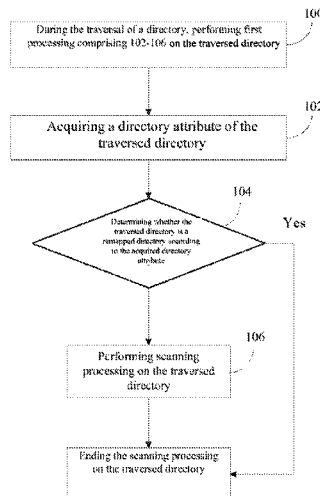 100
During the traversal of a directory, performing first
processing comprising 102-106 on the traversed directory
102
Acquiring a directory attribute of the
traversed directory
104
Determining whether the
traversed directory is a
remapped directory according
to the acquired directory
attribute
Yes
106
Performing scanning
processing on the traversed
directory
Ending the scanning processing
on the traversed directory